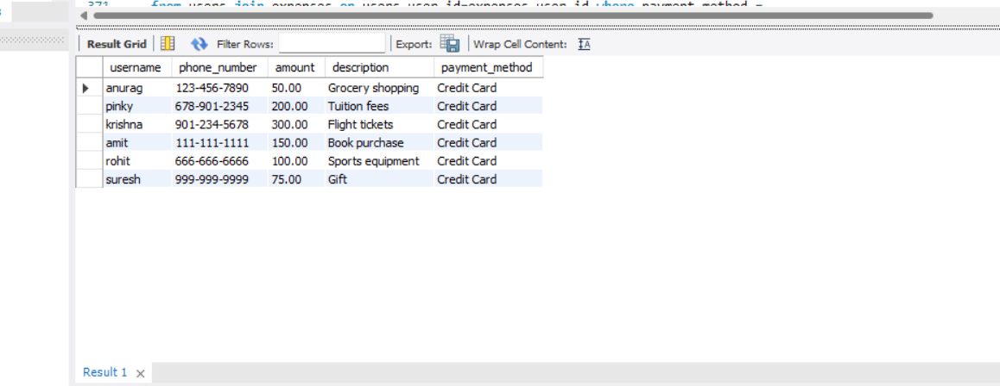 371 from users join expenses on users.user_id=expenses.user_id where payment_method =
Result Grid Filter Rows: Export: Wrap Cell Content:
username phone_number amount description payment_method
anurag 123-456-7890 50.00 Grocery shopping Credit Card
pinky 678-901-2345 200.00 Tuition fees Credit Card
krishna 901-234-5678 300.00 Flight tickets Credit Card
amit 111-111-1111 150.00 Book purchase Credit Card
rohit 666-666-6666 100.00 Sports equipment Credit Card
suresh 999-999-9999 75.00 Gift Credit Card
Result 1